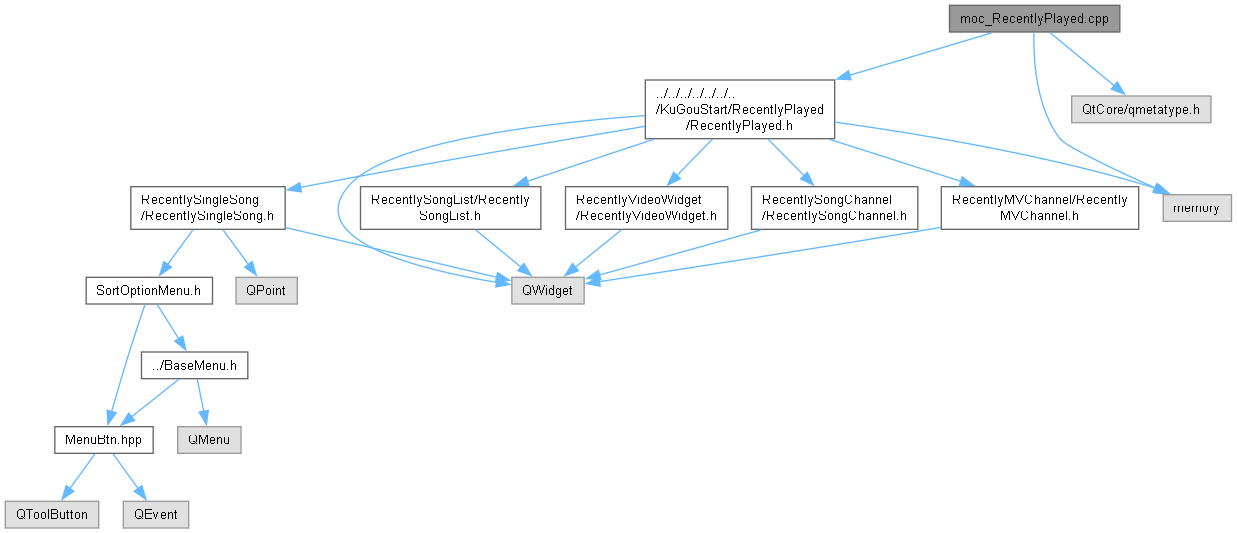 moc_RecentlyPlayed.cpp
../../../../../../..
/KuGouStart/RecentlyPlayed
/RecentlyPlayed.h
QtCore/qmetatype.h
RecentlySingleSong
/RecentlySingleSong.h
RecentlySongList/Recently
SongList.h
RecentlyVideoWidget
/RecentlyVideoWidget.h
RecentlySongChannel
/RecentlySongChannel.h
RecentlyMVChannel/Recently
MVChannel.h
memory
SortOptionMenu.h
QPoint
QWidget
../BaseMenu.h
MenuBtn.hpp
QMenu
QToolButton
QEvent